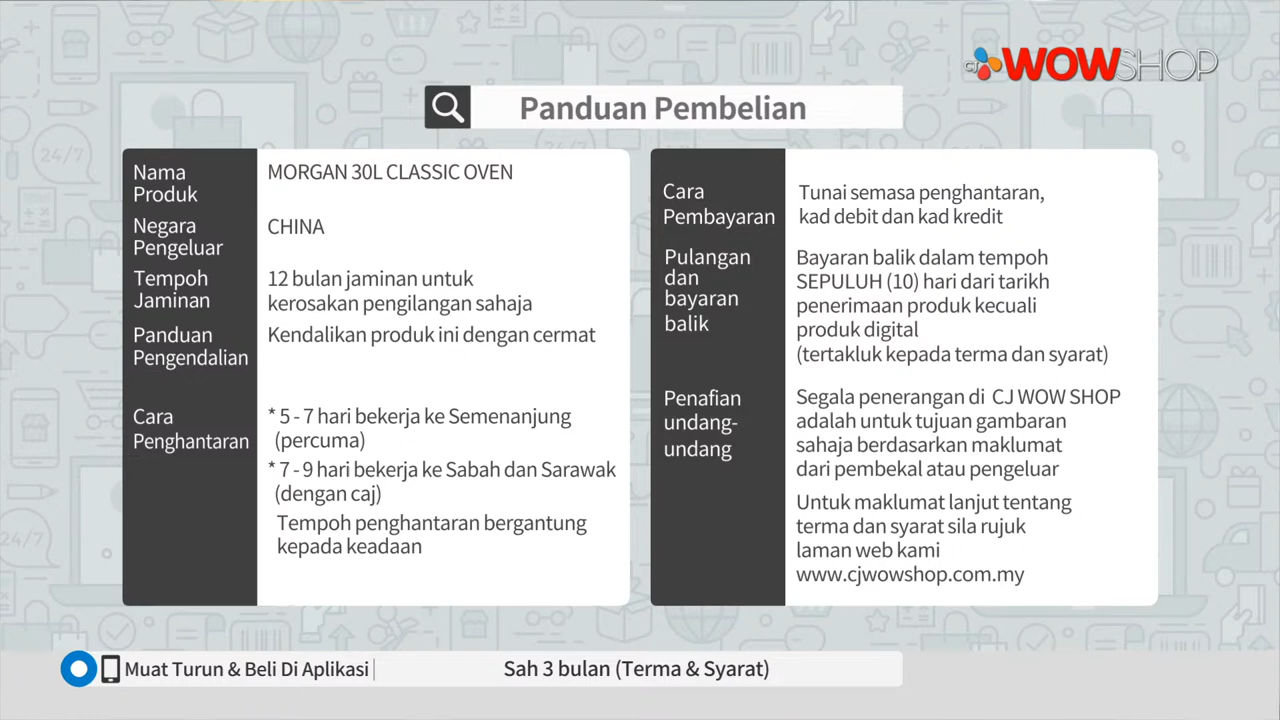 CJ WOWSHOP
Panduan Pembelian
Nama
Produk
MORGAN 30L CLASSIC OVEN
Negara
Pengeluar
CHINA
Tempoh
Jaminan
12 bulan jaminan untuk
kerosakan pengilangan sahaja
Panduan
Pengendalian
Kendalikan produk ini dengan cermat
Cara
Penghantaran
* 5 - 7 hari bekerja ke Semenanjung
(percuma)
* 7 - 9 hari bekerja ke Sabah dan Sarawak
(dengan caj)
Tempoh penghantaran bergantung
kepada keadaan
Cara
Pembayaran
Tunai semasa penghantaran,
kad debit dan kad kredit
Pulangan
dan
bayaran
balik
Bayaran balik dalam tempoh
SEPULUH (10) hari dari tarikh
penerimaan produk kecuali
produk digital
(tertakluk kepada terma dan syarat)
Penafian
undang-
undang
Segala penerangan di CJ WOW SHOP
adalah untuk tujuan gambaran
sahaja berdasarkan maklumat
dari pembekal atau pengeluar
Untuk maklumat lanjut tentang
terma dan syarat sila rujuk
laman web kami
www.cjwowshop.com.my
24/7
24/7
Muat Turun & Beli Di Aplikasi
Sah 3 bulan (Terma & Syarat)